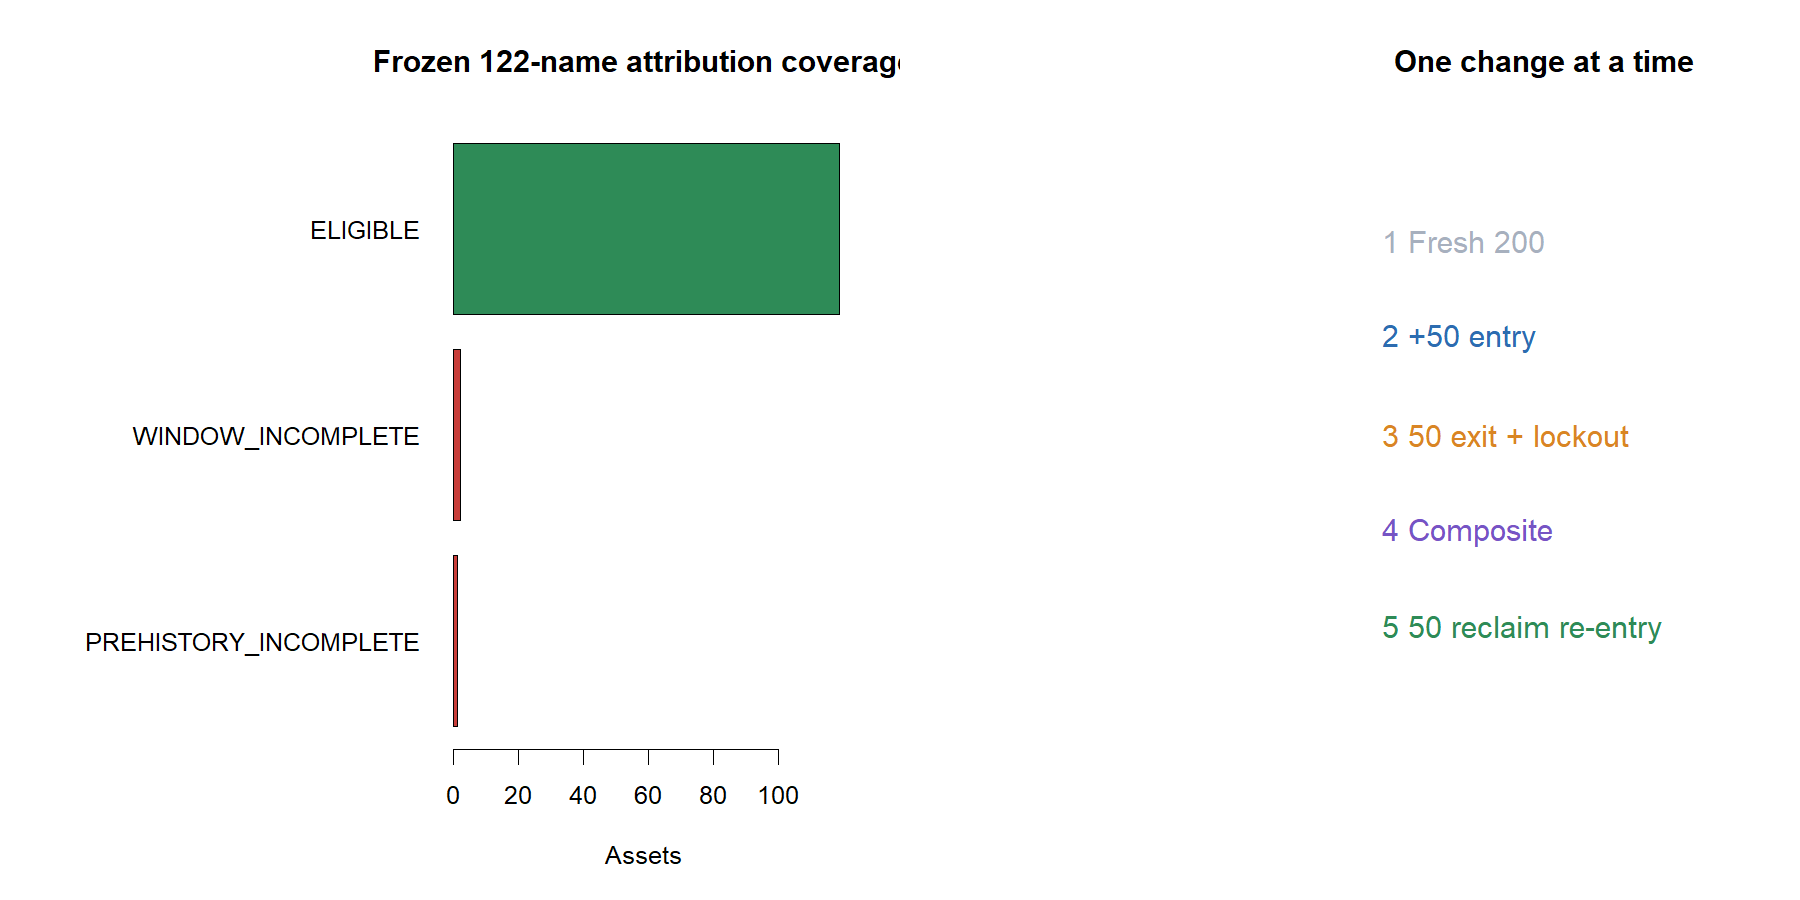 Frozen 122-name attribution coverag
One change at a time
ELIGIBLE
WINDOW_INCOMPLETE
PREHISTORY_INCOMPLETE
0 20 40 60 80 100
Assets
1 Fresh 200
2 +50 entry
3 50 exit + lockout
4 Composite
5 50 reclaim re-entry